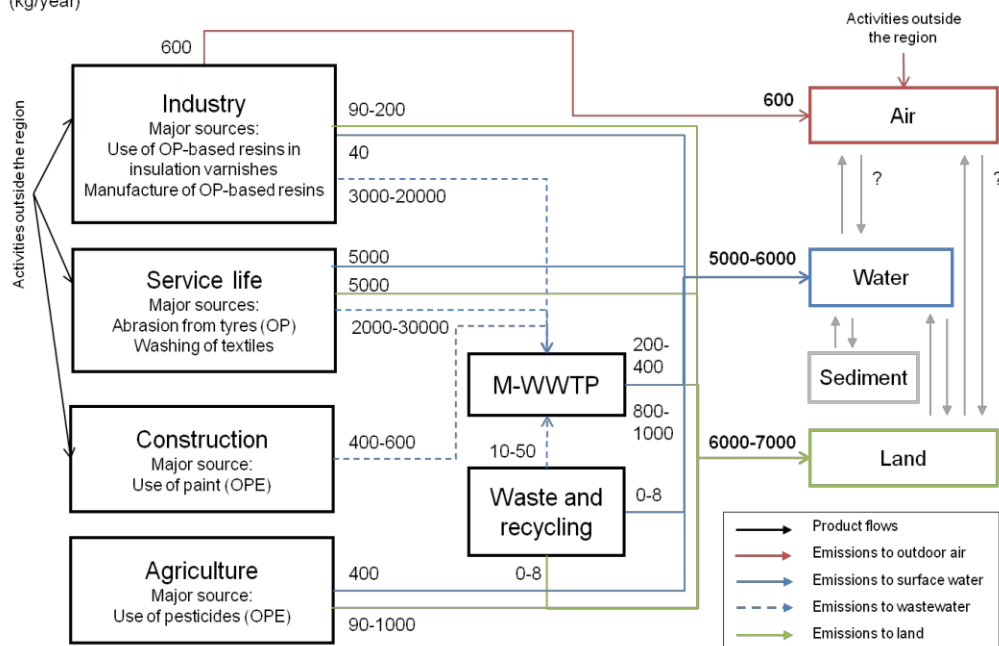 (kg/year)
Activities outside
the region
600
Activities outside the region
Industry
Major sources:
Use of OP-based resins in
insulation varnishes
Manufacture of OP-based resins
90-200
40
3000-20000
600
Air
?
?
Service life
Major sources:
Abrasion from tyres (OP)
Washing of textiles
5000
5000
2000-30000
5000-6000
Water
Sediment
M-WWTP
200-
400
800-
1000
Construction
Major source:
Use of paint (OPE)
400-600
10-50
6000-7000
Land
Waste and
recycling
0-8
0-8
Agriculture
Major source:
Use of pesticides (OPE)
400
90-1000
Product flows
Emissions to outdoor air
Emissions to surface water
Emissions to wastewater
Emissions to land